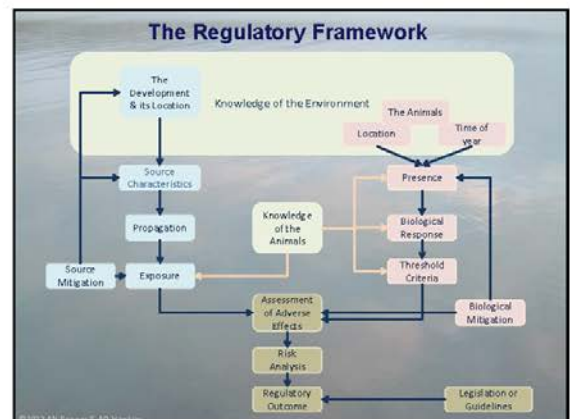 The Regulatory Framework
The
Development
& its Location
Knowledge of the Environment
The Animals
Location
Time of
year
Source
Characteristics
Presence
Propagation
Knowledge
of the
Animals
Biological
Response
Source
Mitigation
Exposure
Threshold
Criteria
Assessment
of Adverse
Effects
Biological
Mitigation
Risk
Analysis
Regulatory
Outcome
Legislation or
Guidelines